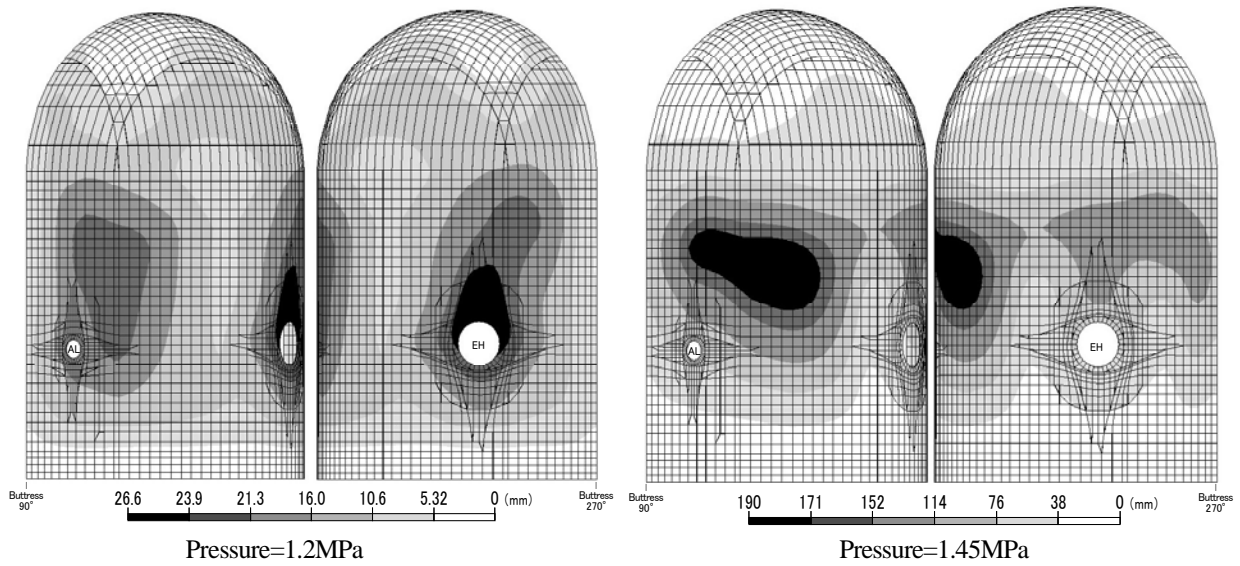 AL
EH
AL
EH
Buttress
90°
26.6 23.9 21.3 16.0 10.6 5.32 0 (mm)
Buttress
270°
Buttress
90°
190 171 152 114 76 38 0 (mm)
Buttress
270°
Pressure=1.2MPa
Pressure=1.45MPa